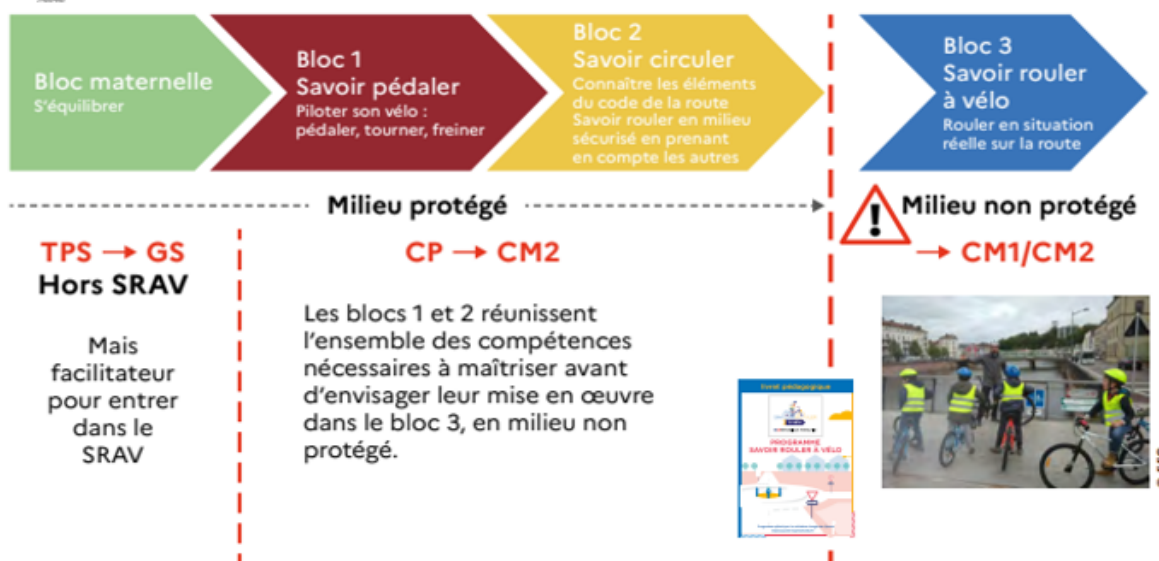 Bloc maternelle
S'équilibrer
Bloc 1
Savoir pédaler
Piloter son vélo :
pédaler, tourner, freiner
Bloc 2
Savoir circuler
Connaître les éléments
du code de la route
Savoir rouler en milieu
sécurisé en prenant
en compte les autres
Bloc 3
Savoir rouler
à vélo
Rouler en situation
réelle sur la route
Milieu protégé
! Milieu non protégé
TPS → GS
Hors SRAV
Mais
facilitateur
pour entrer
dans le
SRAV
CP → CM2
Les blocs 1 et 2 réunissent
l'ensemble des compétences
nécessaires à maîtriser avant
d'envisager leur mise en œuvre
dans le bloc 3, en milieu non
protégé.
→ CM1/CM2
livret pédagogique
PROGRAMME
SAVOIR ROULER À VÉLO